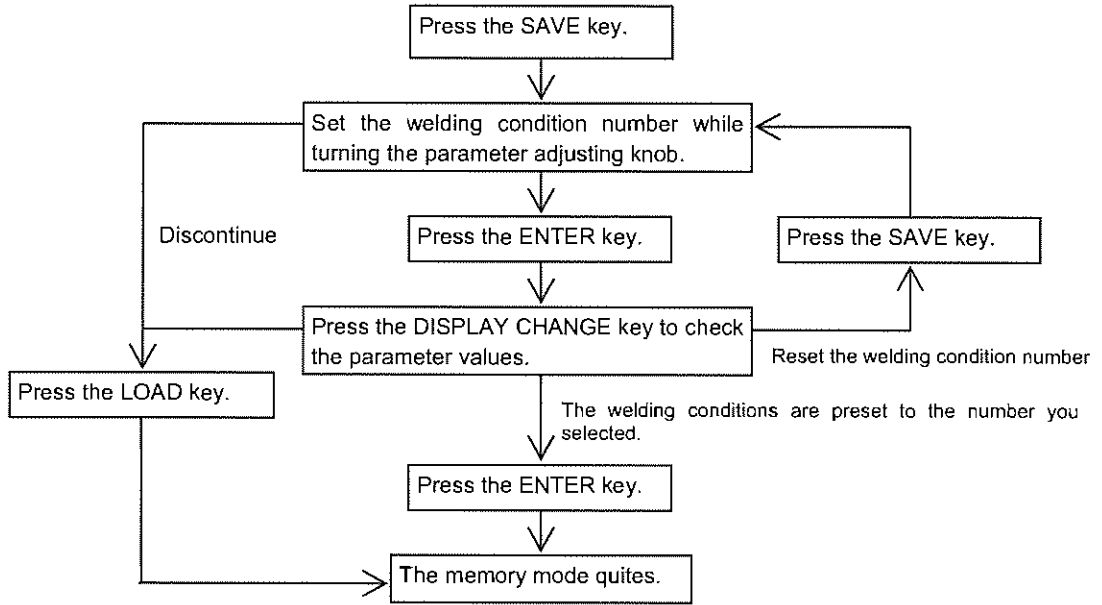 Press the SAVE key.
Set the welding condition number while
turning the parameter adjusting knob.
Discontinue
Press the ENTER key.
Press the SAVE key.
Press the DISPLAY CHANGE key to check
the parameter values.
Reset the welding condition number
Press the LOAD key.
The welding conditions are preset to the number you
selected.
Press the ENTER key.
The memory mode quites.